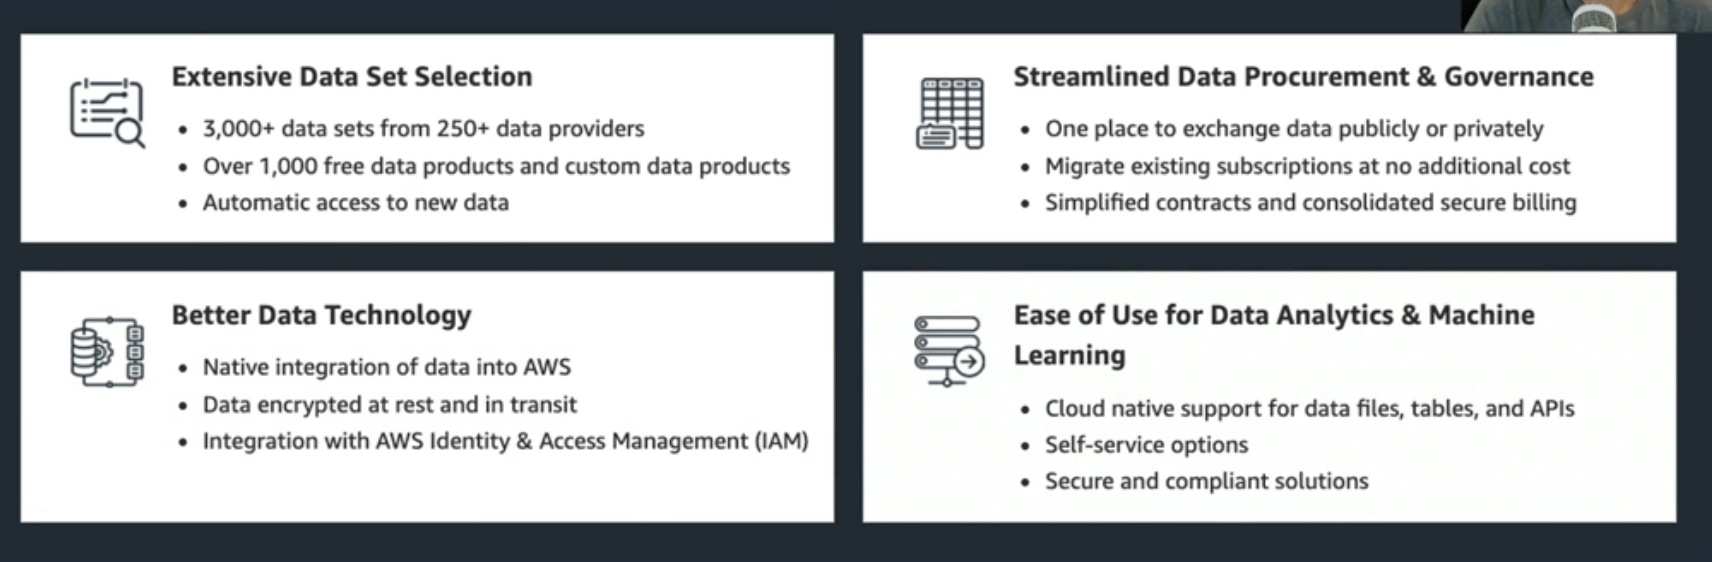 Extensive Data Set Selection
• 3,000+ data sets from 250+ data providers
• Over 1,000 free data products and custom data products
• Automatic access to new data
Streamlined Data Procurement & Governance
• One place to exchange data publicly or privately
• Migrate existing subscriptions at no additional cost
• Simplified contracts and consolidated secure billing
Better Data Technology
• Native integration of data into AWS
• Data encrypted at rest and in transit
• Integration with AWS Identity & Access Management (IAM)
Ease of Use for Data Analytics & Machine
Learning
• Cloud native support for data files, tables, and APIs
• Self-service options
• Secure and compliant solutions